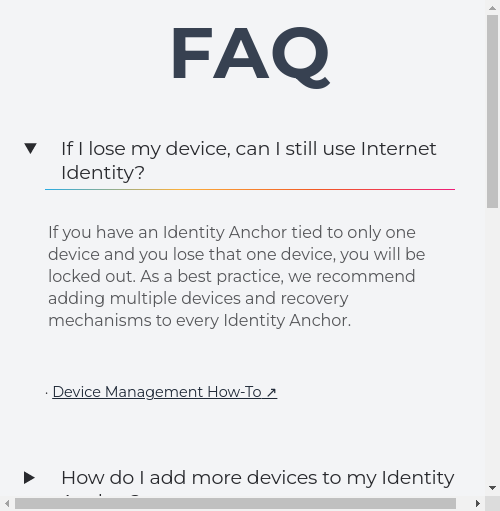 FAQ
If I lose my device, can I still use Internet
Identity?
If you have an Identity Anchor tied to only one
device and you lose that one device, you will be
locked out. As a best practice, we recommend
adding multiple devices and recovery
mechanisms to every Identity Anchor.
· Device Management How-To ↗
How do I add more devices to my Identity